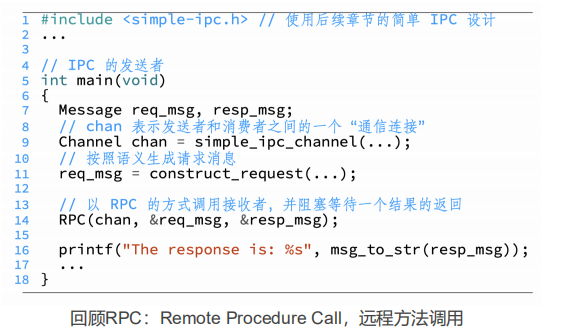 1 #include <simple-ipc.h> // 使用后续章节的简单 IPC 设计
2 ...
3
4 // IPC 的发送者
5 int main(void)
6 {
7 Message req_msg, resp_msg;
8 // chan 表示发送者和消费者之间的一个“通信连接”
9 Channel chan = simple_ipc_channel(...);
10 // 按照语义生成请求消息
11 req_msg = construct_request(...);
12
13 // 以 RPC 的方式调用接收者,并阻塞等待一个结果的返回
14 RPC(chan, &req_msg, &resp_msg);
15
16 printf("The response is: %s", msg_to_str(resp_msg));
17 ...
18 }
回顾RPC：Remote Procedure Call，远程方法调用